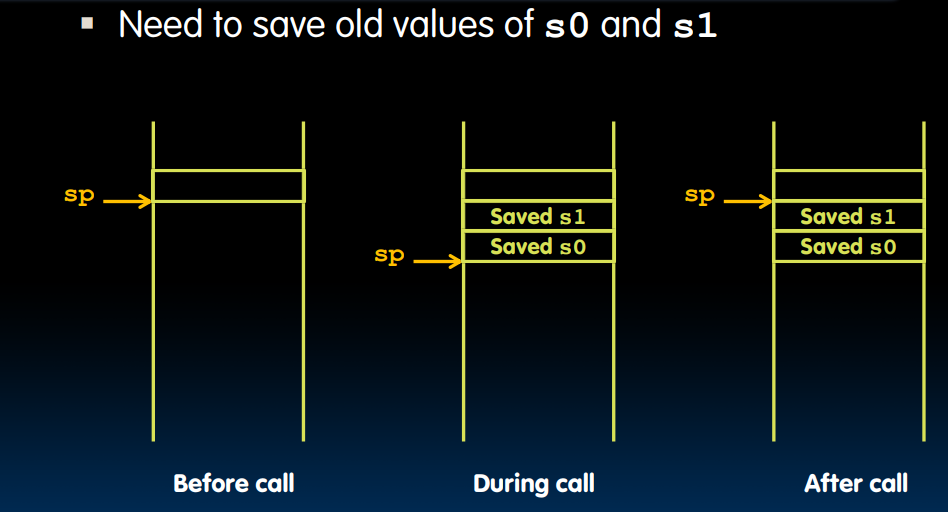 ▪ Need to save old values of s0 and s1
sp
sp
sp
Saved s1
Saved s1
Saved s0
Saved s0
Before call
During call
After call